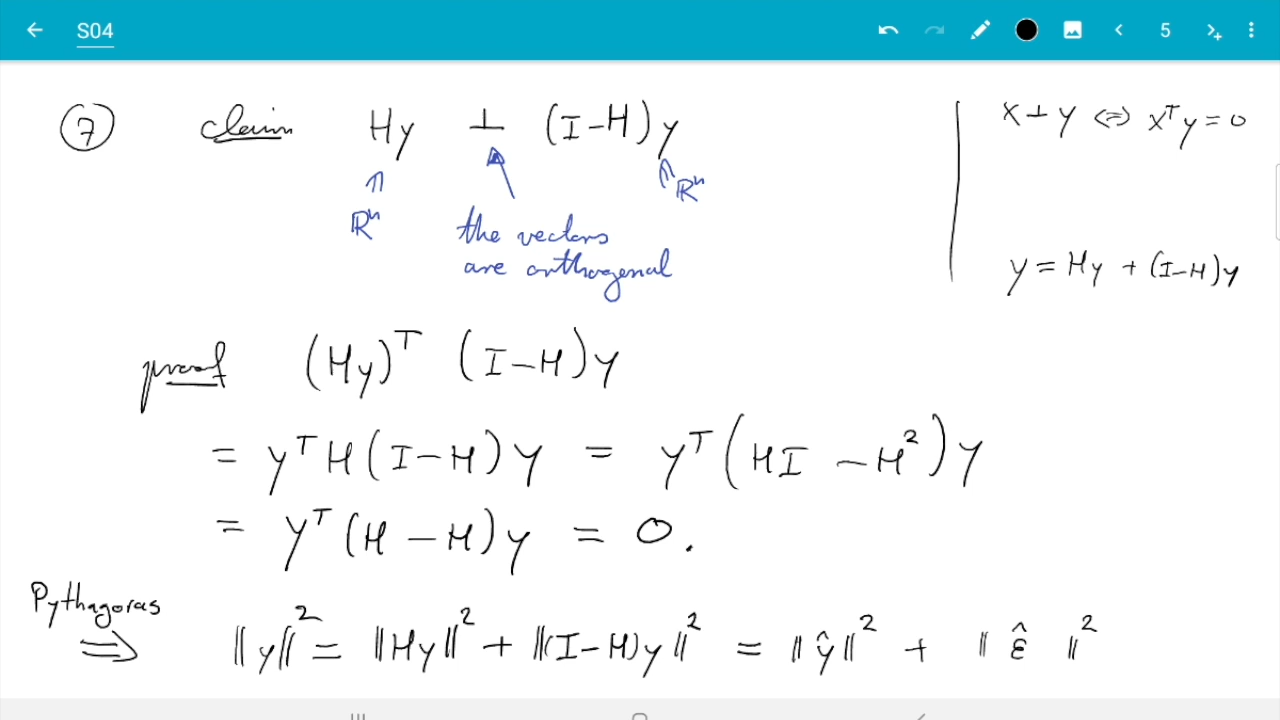 S04
5
⑦ claim Hy ⊥ (I-H)y
ℝⁿ
the vectors
are orthogonal
ℝⁿ
x⊥y ⇔ xᵀy=0
y = Hy + (I-H)y
proof (Hy)ᵀ (I-H)y
= yᵀH(I-H)y = yᵀ(HI - H²)y
= yᵀ(H-H)y = 0.
Pythagoras
⇒ ||y||² = ||Hy||² + ||(I-H)y||² = ||ŷ||² + ||ε̂||²